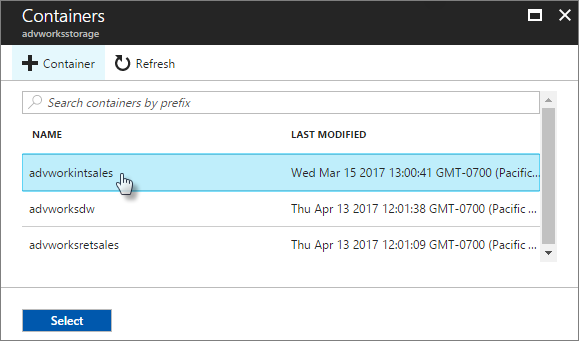 Containers
advworksstorage
Container Refresh
Search containers by prefix
NAME LAST MODIFIED
advworkintsales Wed Mar 15 2017 13:00:41 GMT-0700 (Pacific...
advworksdw Thu Apr 13 2017 12:01:38 GMT-0700 (Pacific ...
advworksretsales Thu Apr 13 2017 12:01:09 GMT-0700 (Pacific ...
Select